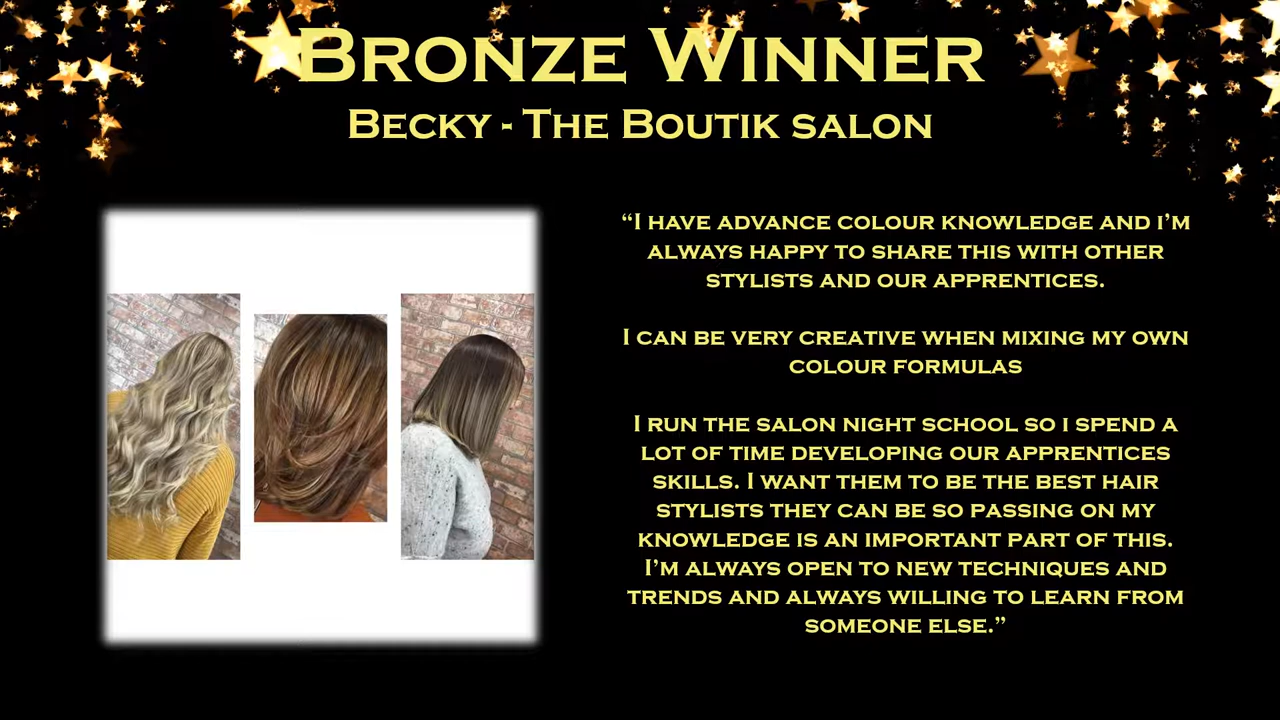 Bronze Winner
Becky - The Boutik salon
“I have advance colour knowledge and i’m
always happy to share this with other
stylists and our apprentices.
I can be very creative when mixing my own
colour formulas
I run the salon night school so i spend a
lot of time developing our apprentices
skills. I want them to be the best hair
stylists they can be so passing on my
knowledge is an important part of this.
I’m always open to new techniques and
trends and always willing to learn from
someone else.”